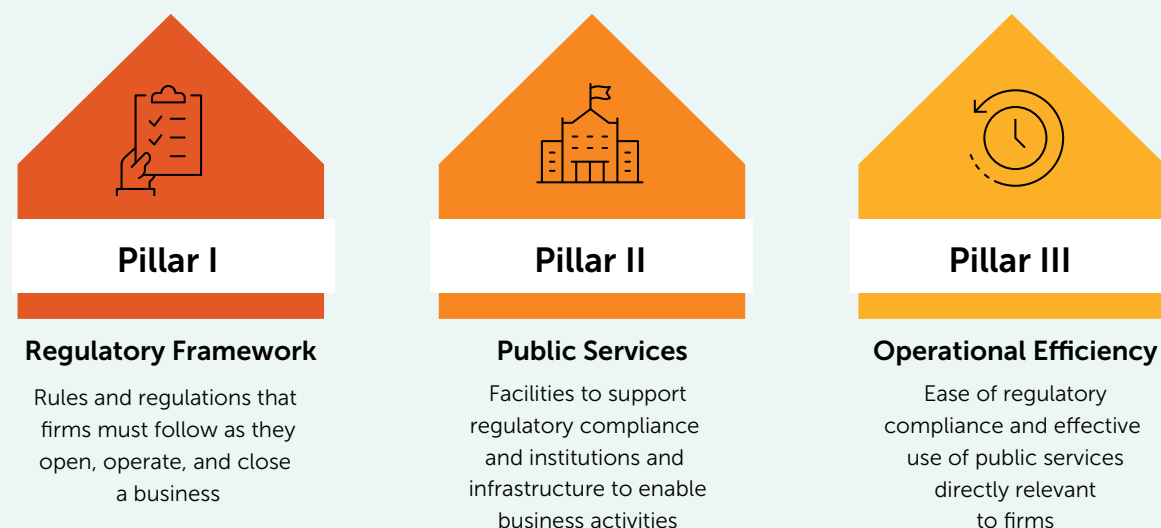 Pillar I
Regulatory Framework
Rules and regulations that
firms must follow as they
open, operate, and close
a business
Pillar II
Public Services
Facilities to support
regulatory compliance
and institutions and
infrastructure to enable
business activities
Pillar III
Operational Efficiency
Ease of regulatory
compliance and effective
use of public services
directly relevant
to firms